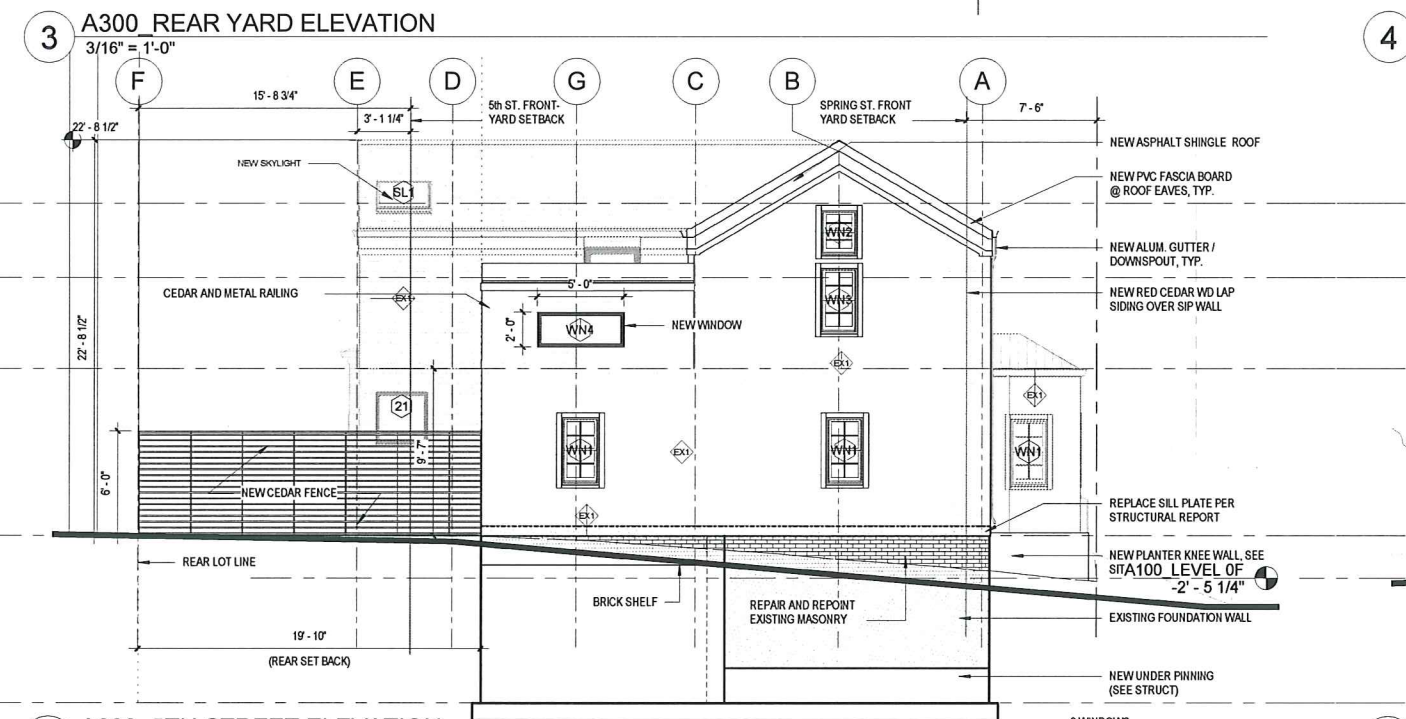 3
A300_REAR YARD ELEVATION
3/16" = 1'-0"
4
F
E
D
G
C
B
A
15' - 8 3/4"
3' - 1 1/4"
5th ST. FRONT-
YARD SETBACK
SPRING ST. FRONT
YARD SETBACK
7' - 6"
22' - 8 1/2"
NEW SKYLIGHT
SL1
NEW ASPHALT SHINGLE ROOF
NEW PVC FASCIA BOARD
@ ROOF EAVES, TYP.
WN2
NEW ALUM. GUTTER /
DOWNSPOUT, TYP.
CEDAR AND METAL RAILING
EX1
5' - 0"
WN3
NEW RED CEDAR WD LAP
SIDING OVER SIP WALL
22' - 8 1/2"
2' - 0"
WN4
NEW WINDOW
EX1
EX1
21
9' - 7"
WN1
EX1
WN1
WN1
6' - 0"
NEW CEDAR FENCE
EX1
REPLACE SILL PLATE PER
STRUCTURAL REPORT
REAR LOT LINE
NEW PLANTER KNEE WALL, SEE
SITA100_LEVEL 0F
-2' - 5 1/4"
BRICK SHELF
REPAIR AND REPOINT
EXISTING MASONRY
EXISTING FOUNDATION WALL
19' - 10"
(REAR SET BACK)
NEW UNDER PINNING
(SEE STRUCT)